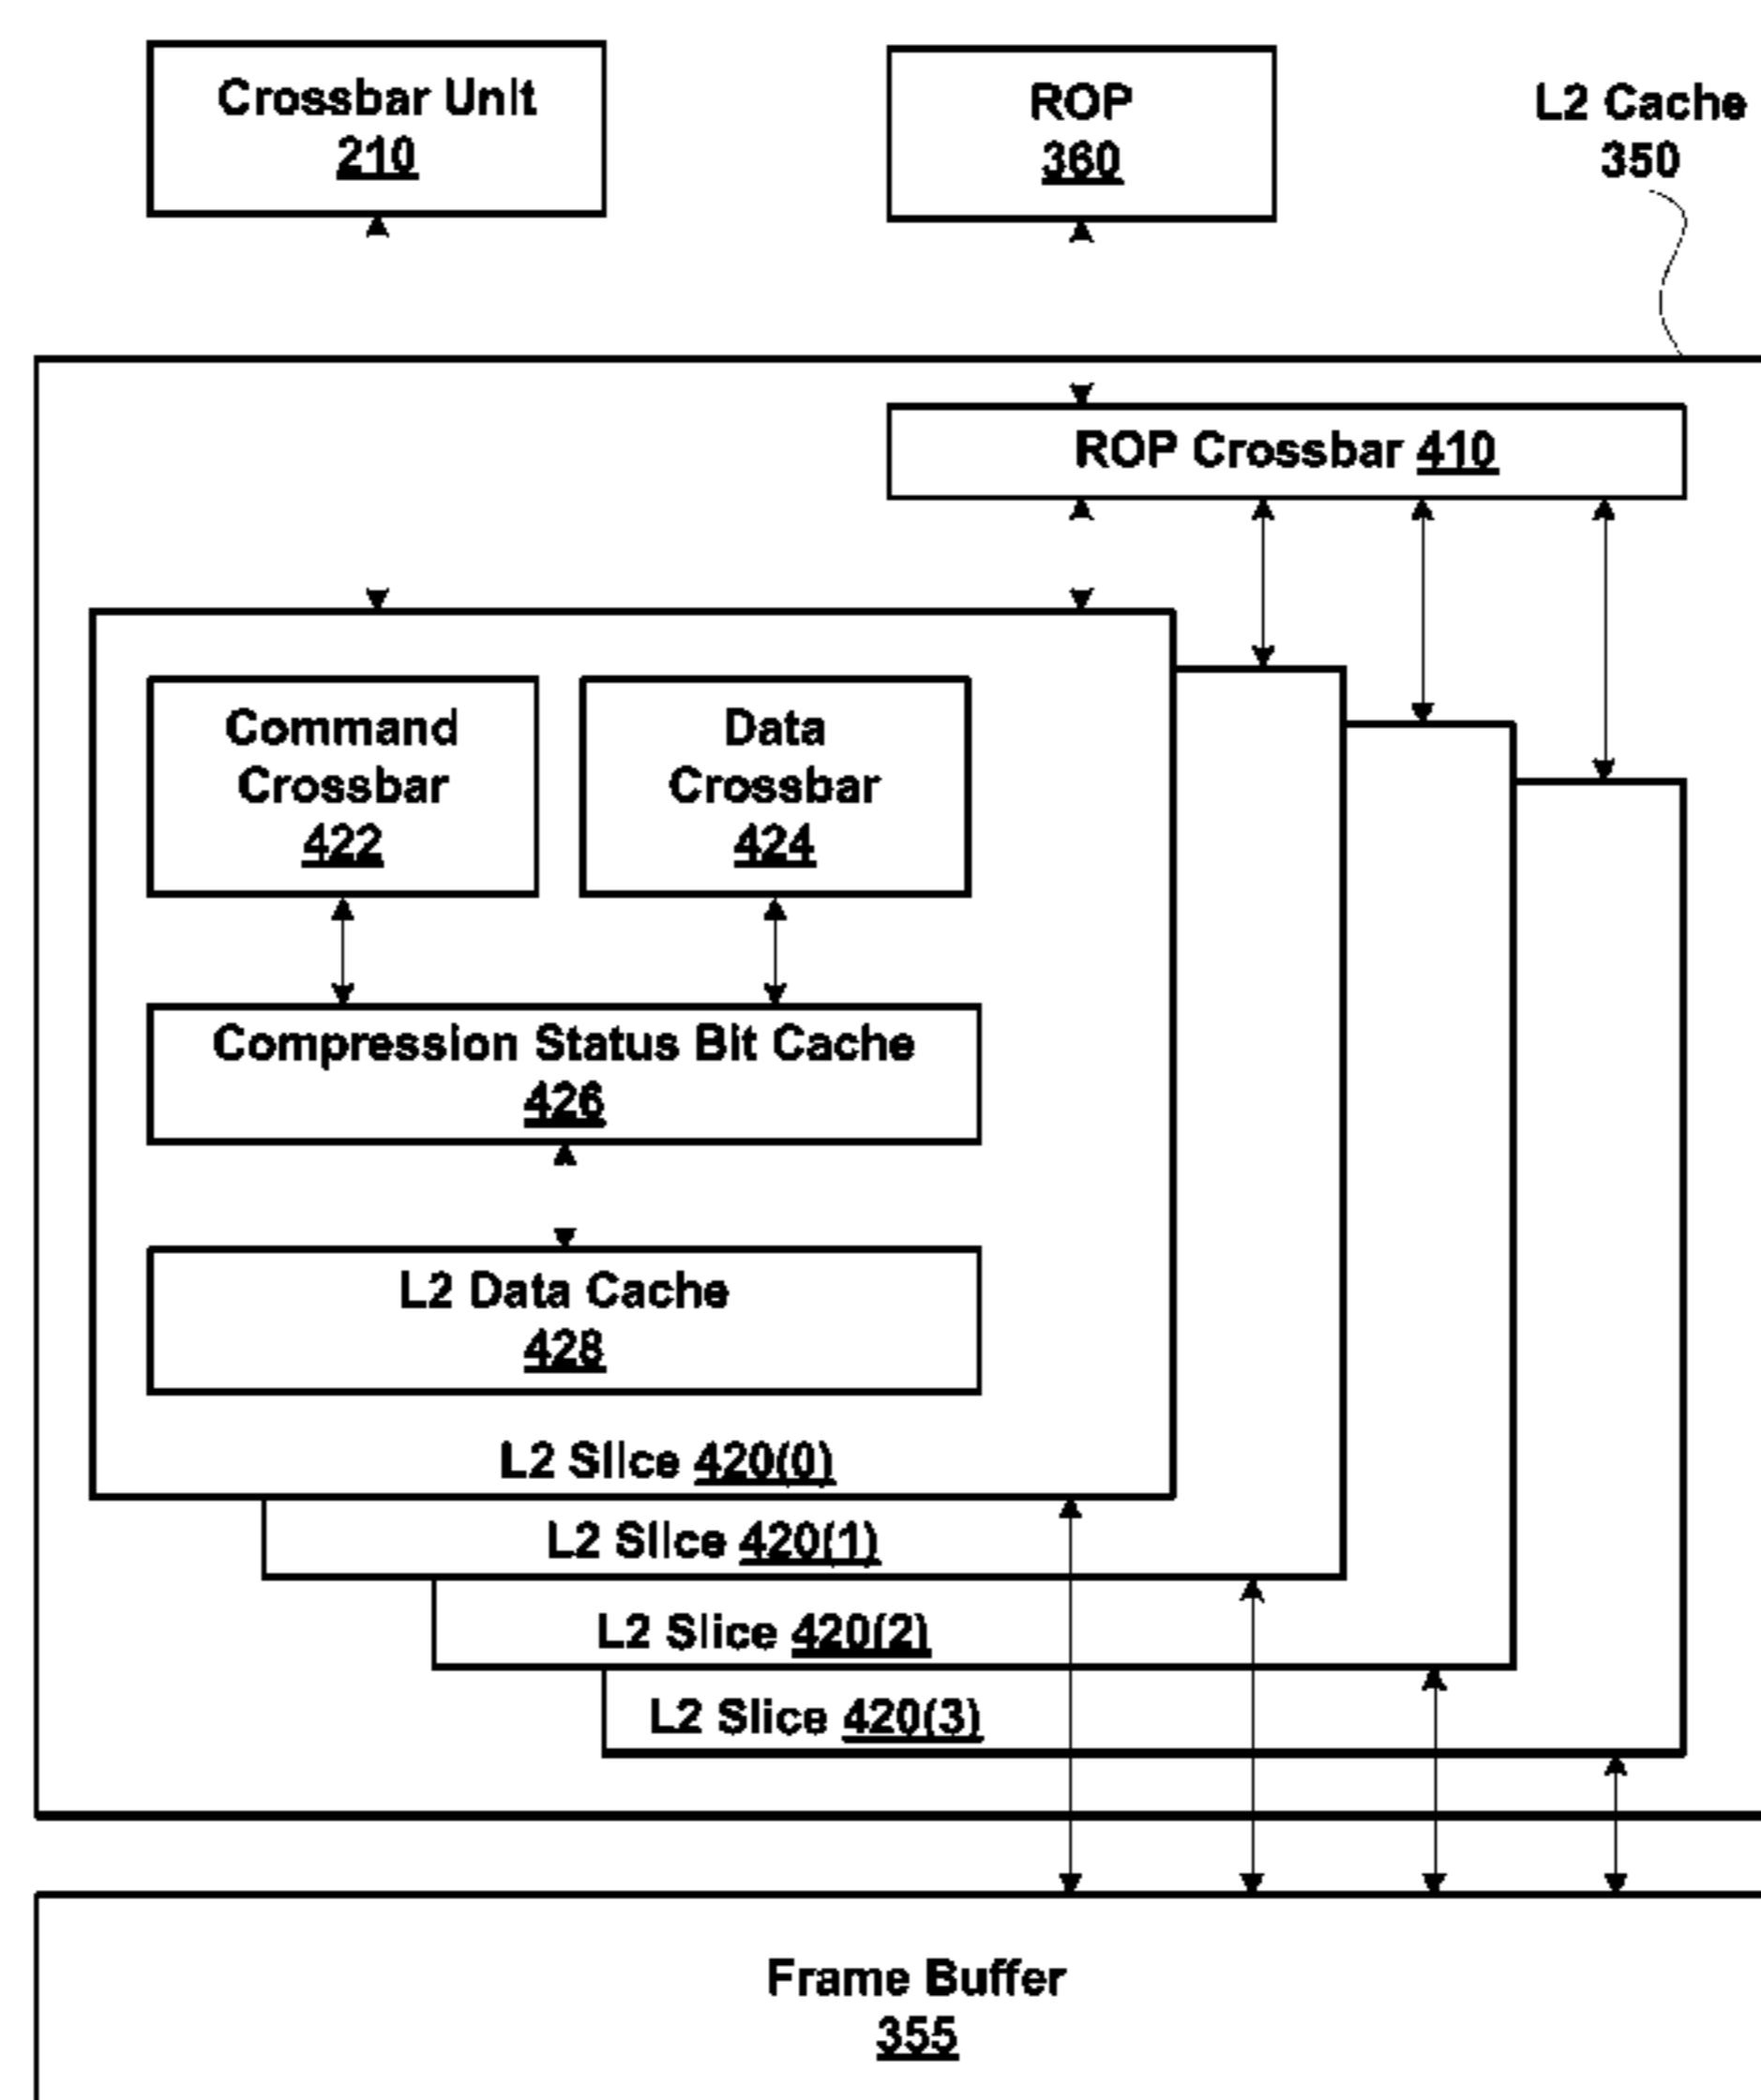 Crossbar Unit
210
ROP
360
L2 Cache
350
ROP Crossbar 410
Command
Crossbar
422
Data
Crossbar
424
Compression Status Bit Cache
426
L2 Data Cache
428
L2 Slice 420(0)
L2 Slice 420(1)
L2 Slice 420(2)
L2 Slice 420(3)
Frame Buffer
355